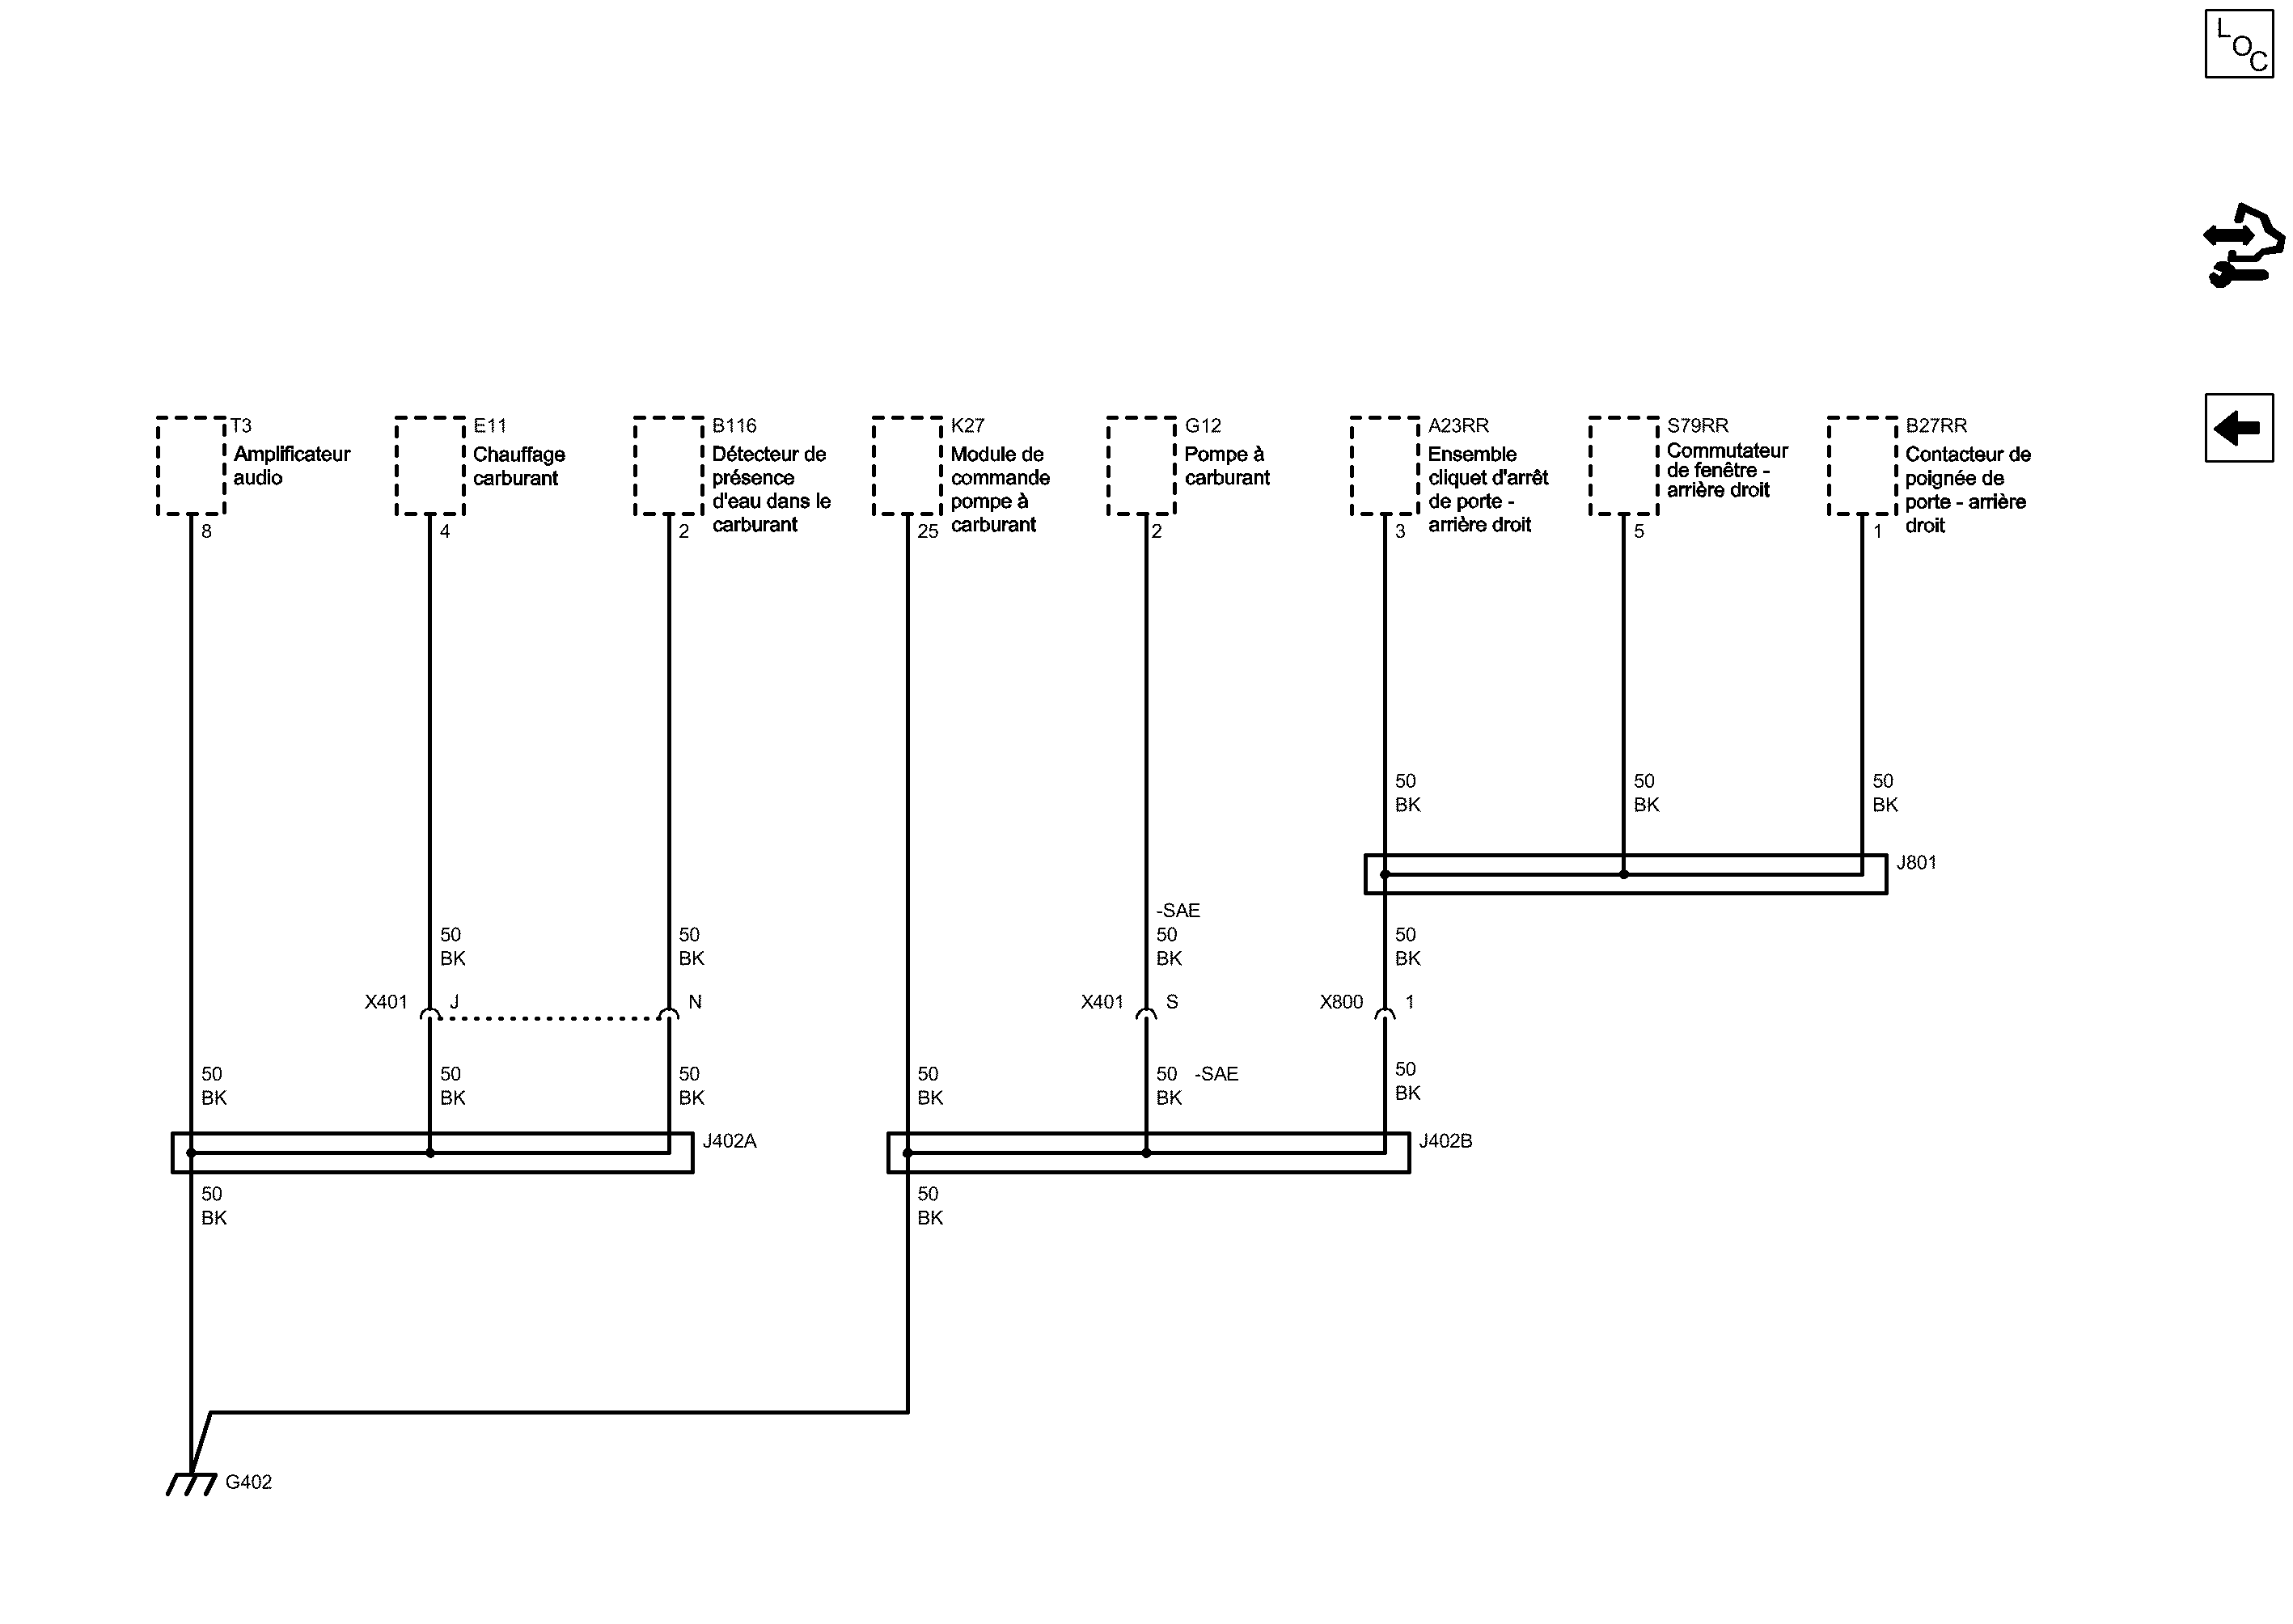 LOC
T3
Amplificateur
audio
8
E11
Chauffage
carburant
4
B116
Détecteur de
présence
d'eau dans le
carburant
2
K27
Module de
commande
pompe à
carburant
25
G12
Pompe à
carburant
2
A23RR
Ensemble
cliquet d'arrêt
de porte -
arrière droit
3
S79RR
Commutateur
de fenêtre -
arrière droit
5
B27RR
Contacteur de
poignée de
porte - arrière
droit
1
50
BK
50
BK
50
BK
J801
50
BK
50
BK
-SAE
50
BK
50
BK
X401
J
N
X401
S
X800
1
50
BK
50
BK
50
BK
50
BK
50 -SAE
BK
50
BK
J402A
J402B
50
BK
50
BK
G402